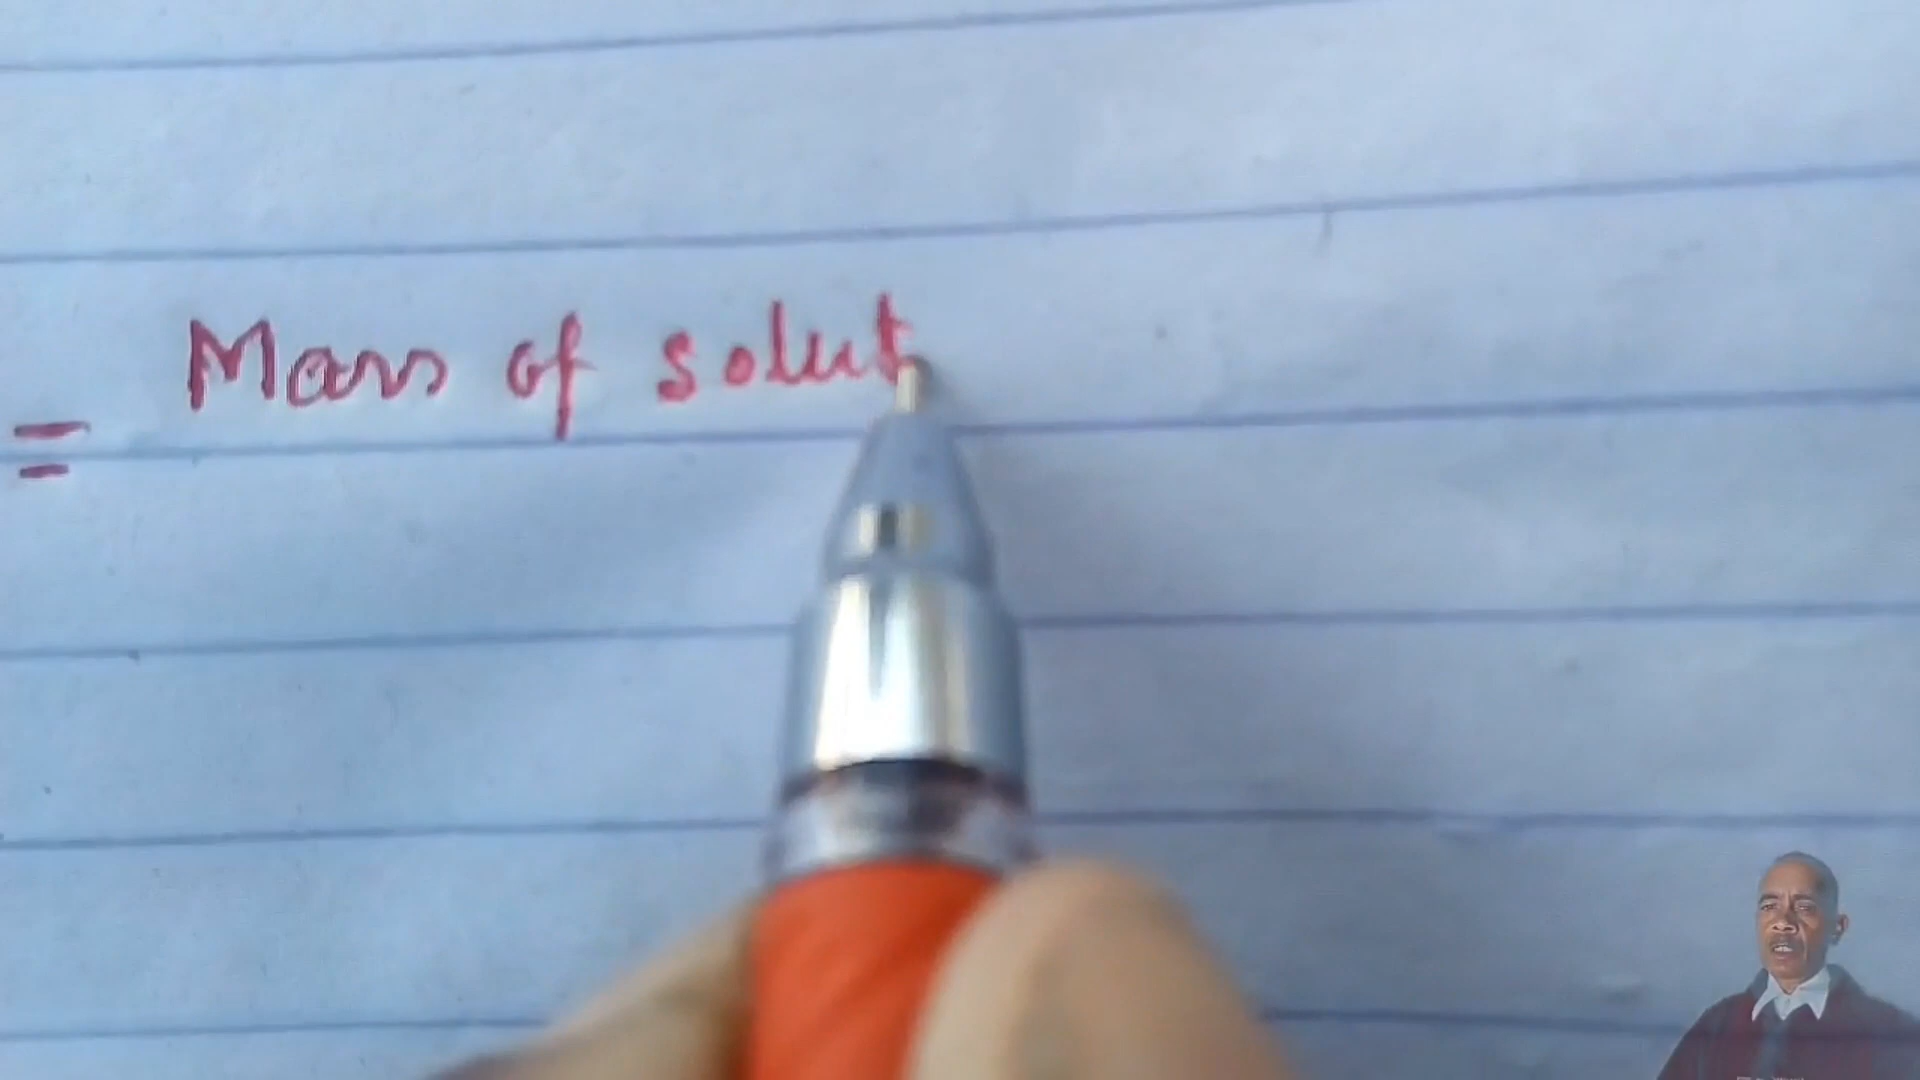 = Mass of solut